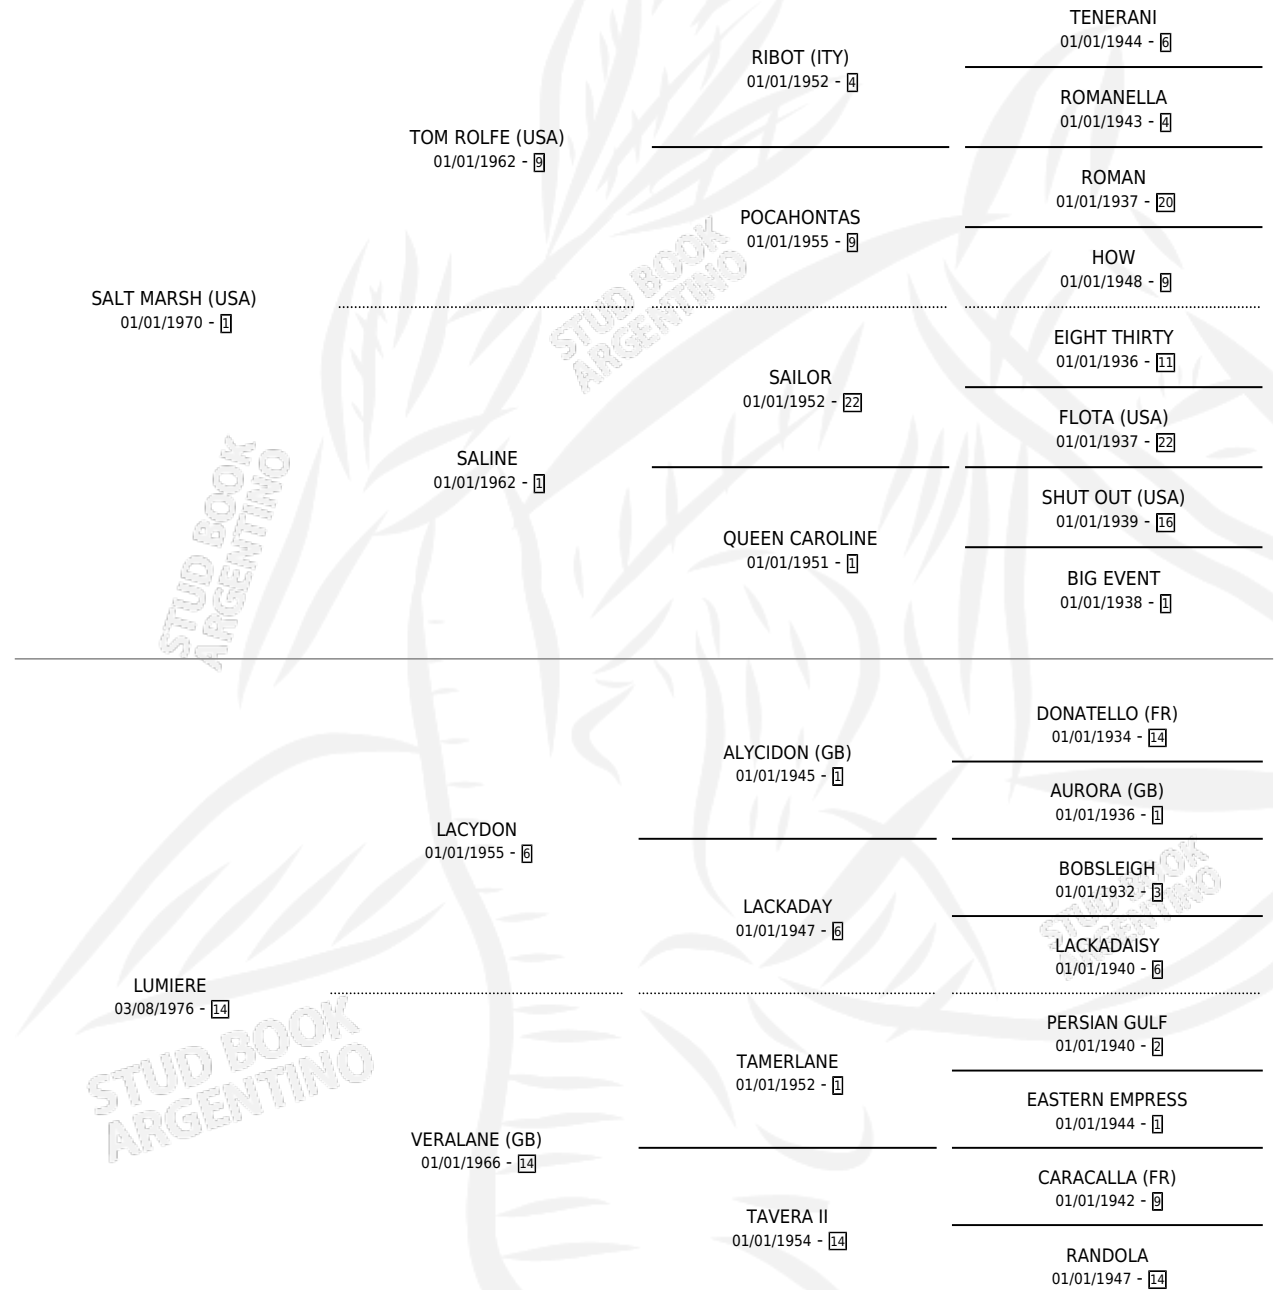 TENERANI
01/01/1944 - 6
RIBOT (ITY)
01/01/1952 - 4
ROMANELLA
01/01/1943 - 4
TOM ROLFE (USA)
01/01/1962 - 9
ROMAN
01/01/1937 - 20
POCAHONTAS
01/01/1955 - 9
HOW
01/01/1948 - 9
SALT MARSH (USA)
01/01/1970 - 1
STUD BOOK
ARGENTINO
EIGHT THIRTY
01/01/1936 - 11
SAILOR
01/01/1952 - 22
FLOTA (USA)
01/01/1937 - 22
SALINE
01/01/1962 - 1
SHUT OUT (USA)
01/01/1939 - 16
QUEEN CAROLINE
01/01/1951 - 1
BIG EVENT
01/01/1938 - 1
STUD BOOK
ARGENTINO
DONATELLO (FR)
01/01/1934 - 14
ALYCIDON (GB)
01/01/1945 - 1
AURORA (GB)
01/01/1936 - 1
LACYDON
01/01/1955 - 6
BOBSLEIGH
01/01/1932 - 3
LACKADAY
01/01/1947 - 6
STUD BOOK
ARGENTINO
LACKADAISY
01/01/1940 - 6
LUMIERE
03/08/1976 - 14
PERSIAN GULF
01/01/1940 - 2
TAMERLANE
01/01/1952 - 1
STUD BOOK
ARGENTINO
EASTERN EMPRESS
01/01/1944 - 1
VERALANE (GB)
01/01/1966 - 14
CARACALLA (FR)
01/01/1942 - 9
TAVERA II
01/01/1954 - 14
RANDOLA
01/01/1947 - 14